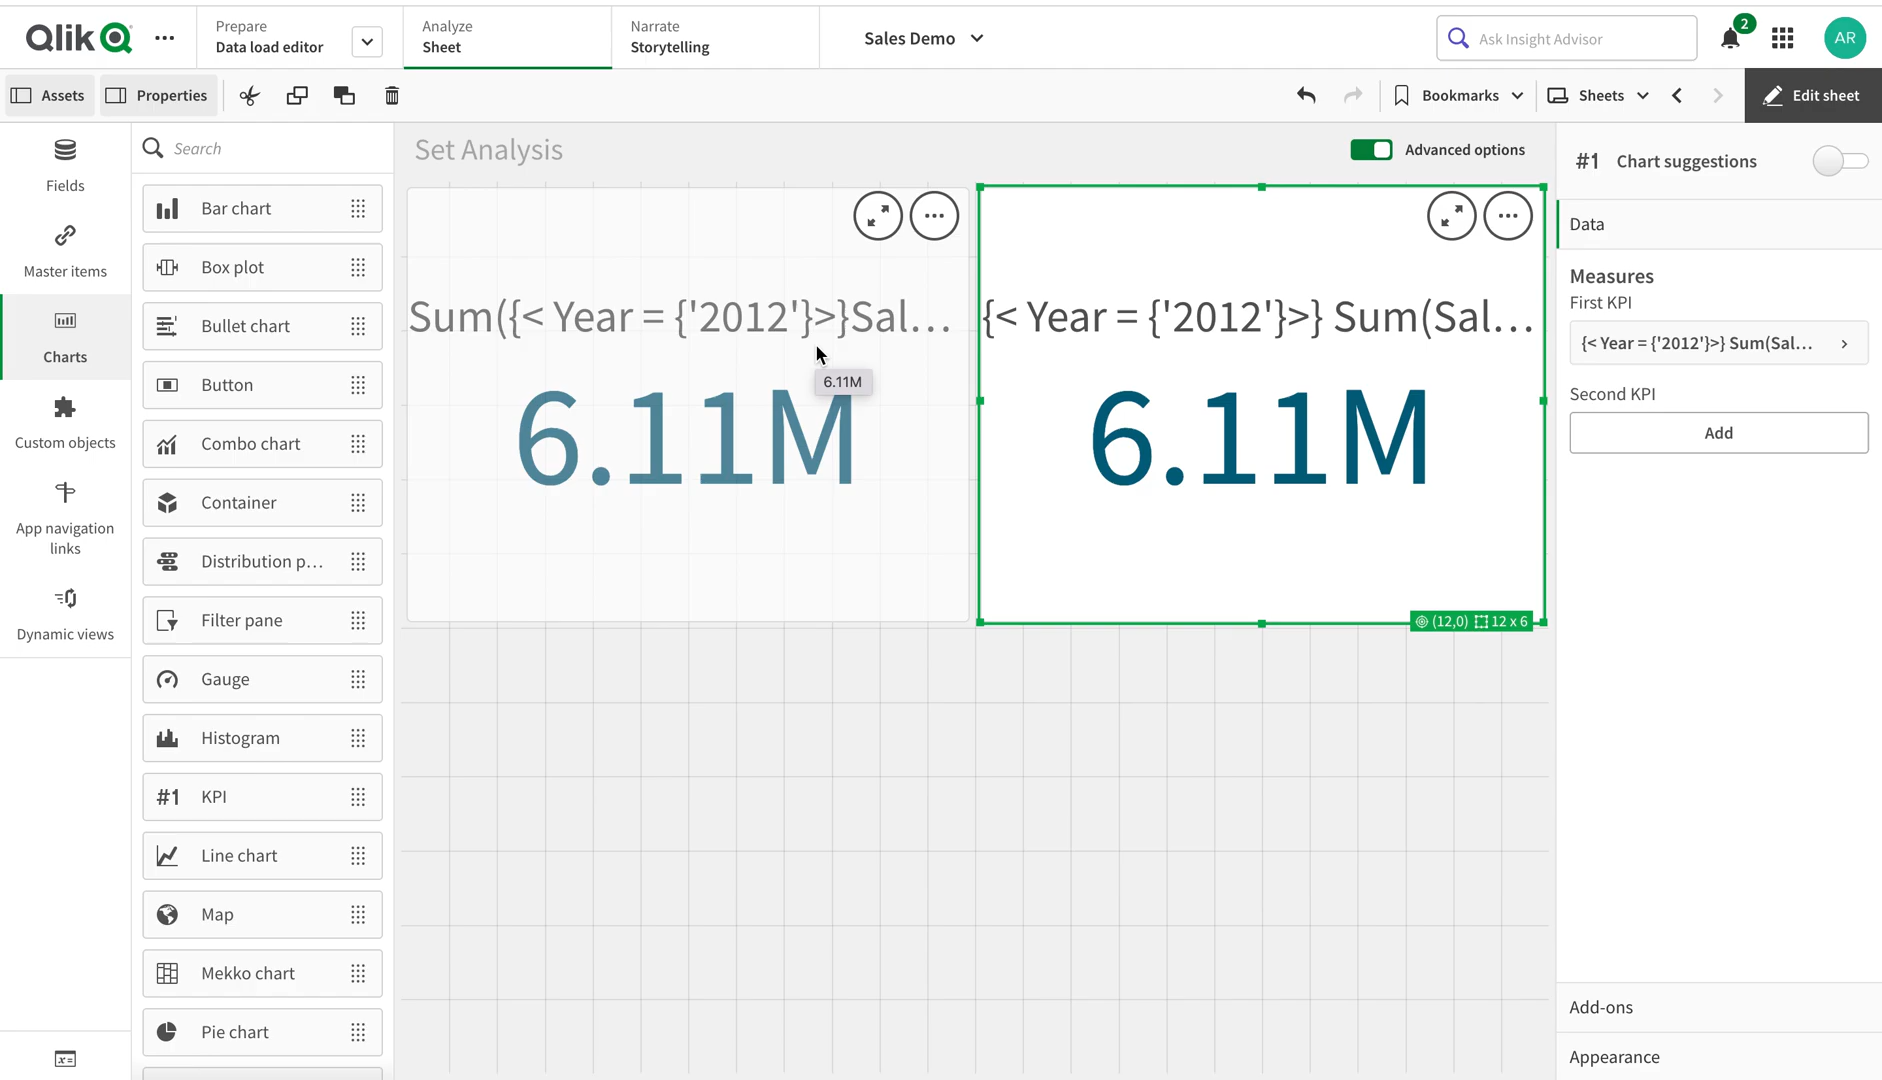 Qlik
Prepare
Data load editor
Analyze
Sheet
Narrate
Storytelling
Sales Demo
Ask Insight Advisor
2
AR
Assets
Properties
Bookmarks
Sheets
Edit sheet
Fields
Master items
Charts
Custom objects
App navigation
links
Dynamic views
Search
Bar chart
Box plot
Bullet chart
Button
Combo chart
Container
Distribution p...
Filter pane
Gauge
Histogram
#1 KPI
Line chart
Map
Mekko chart
Pie chart
Set Analysis
Advanced options
Sum({< Year = {'2012'}>}Sal...
6.11M
6.11M
{< Year = {'2012'}>} Sum(Sal...
6.11M
(12,0) 12 x 6
#1 Chart suggestions
Data
Measures
First KPI
{< Year = {'2012'}>} Sum(Sal...
Second KPI
Add
Add-ons
Appearance
x=